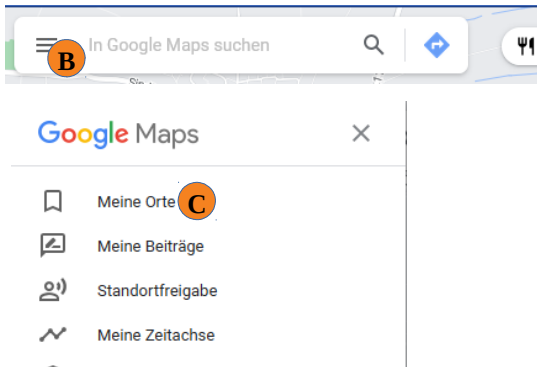 B In Google Maps suchen
Google Maps
Meine Orte C
Meine Beiträge
Standortfreigabe
Meine Zeitachse